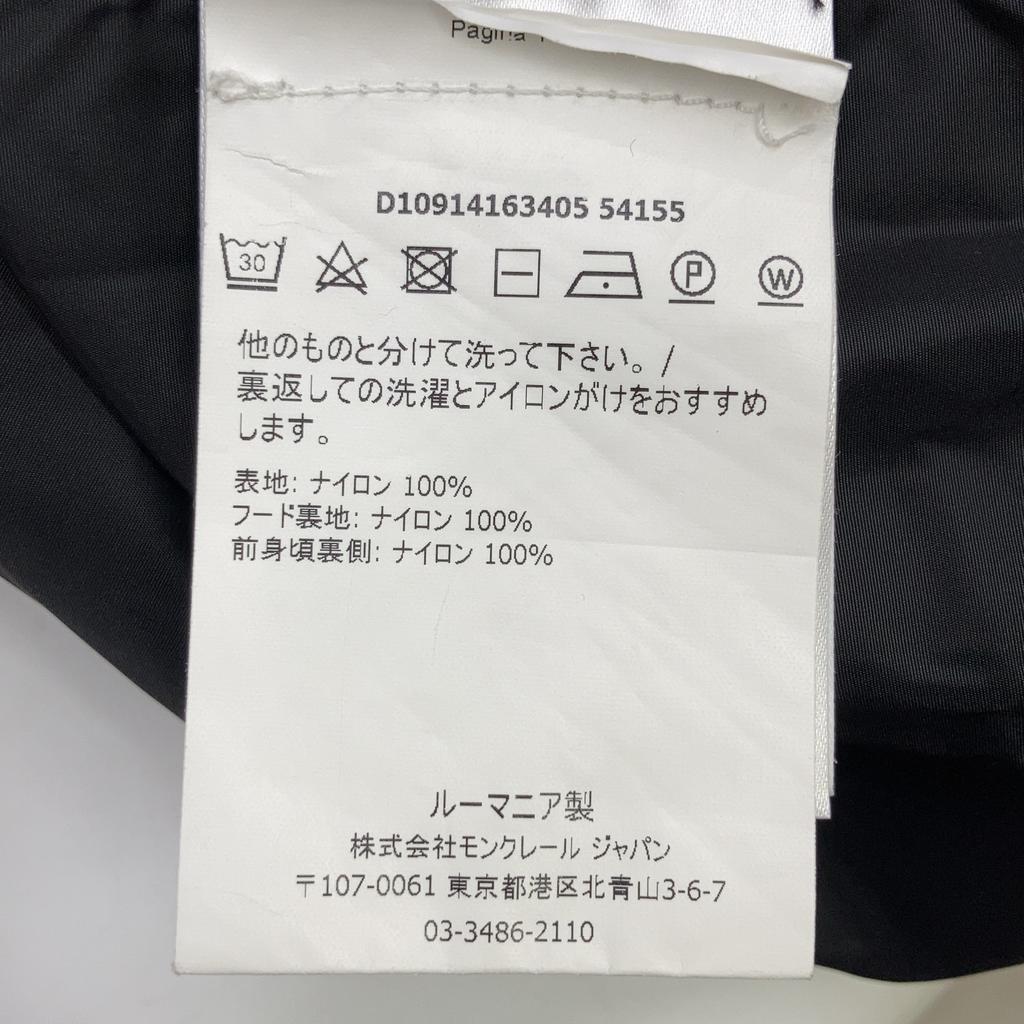 Pagina
D10914163405 54155
30 P W
他のものと分けて洗って下さい。/
裏返しての洗濯とアイロンがけをおすすめ
します。
表地: ナイロン 100%
フード裏地: ナイロン 100%
前身頃裏側: ナイロン 100%
ルーマニア製
株式会社モンクレール ジャパン
〒107-0061 東京都港区北青山3-6-7
03-3486-2110